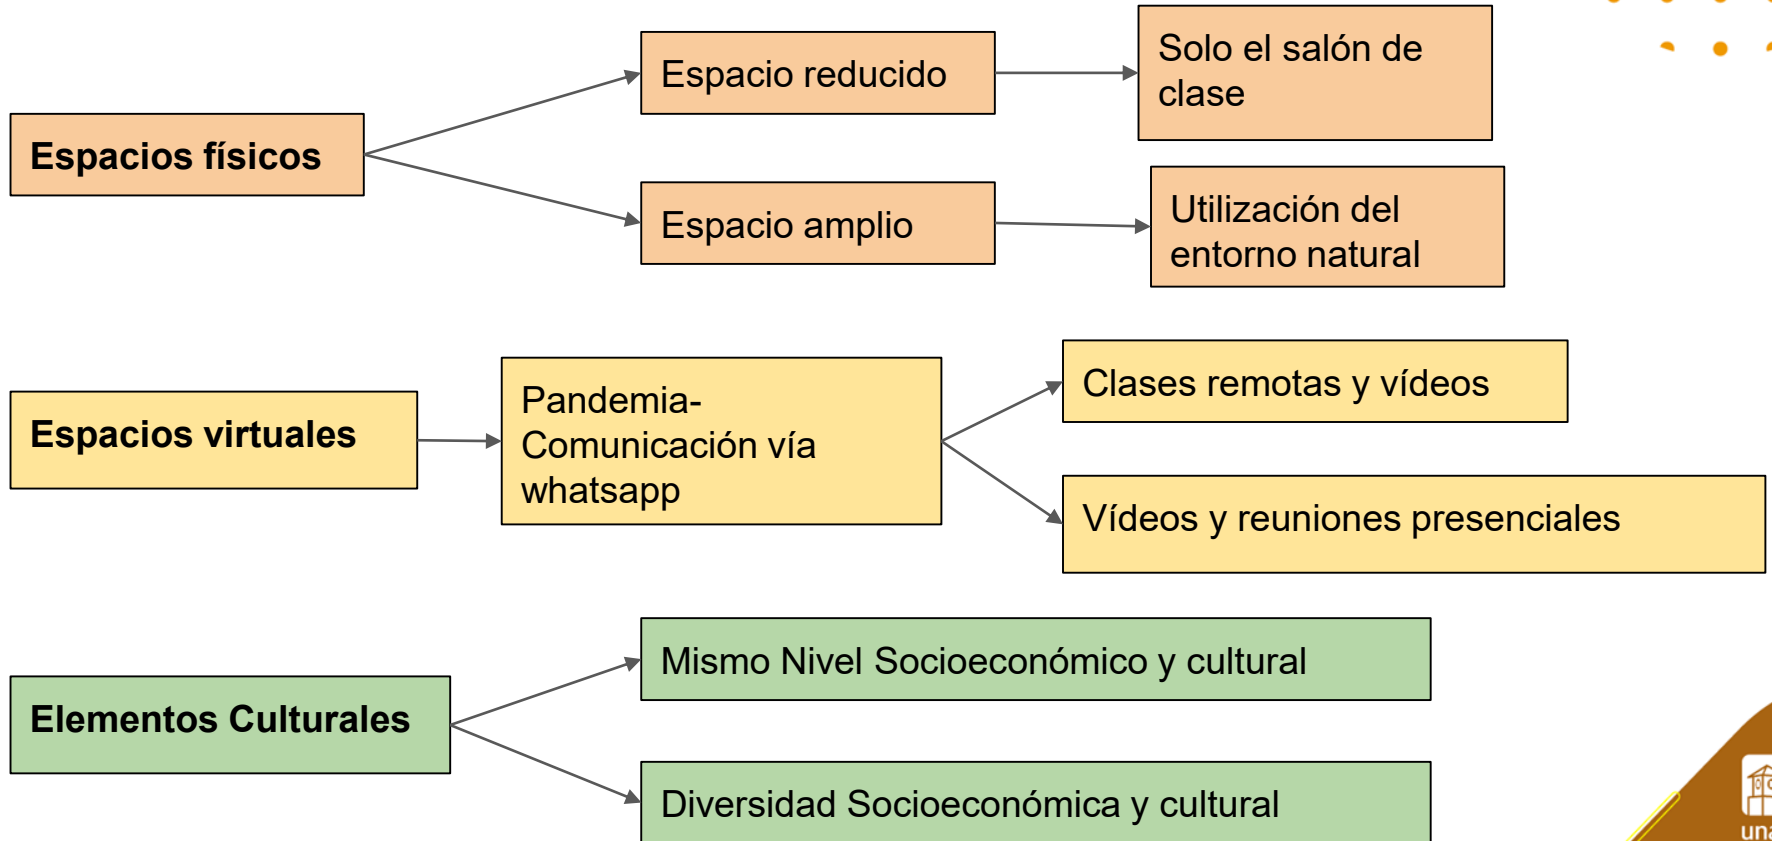 Espacios físicos
Espacio reducido
Solo el salón de
clase
Espacio amplio
Utilización del
entorno natural
Espacios virtuales
Pandemia-
Comunicación vía
whatsapp
Clases remotas y vídeos
Vídeos y reuniones presenciales
Elementos Culturales
Mismo Nivel Socioeconómico y cultural
Diversidad Socioeconómica y cultural